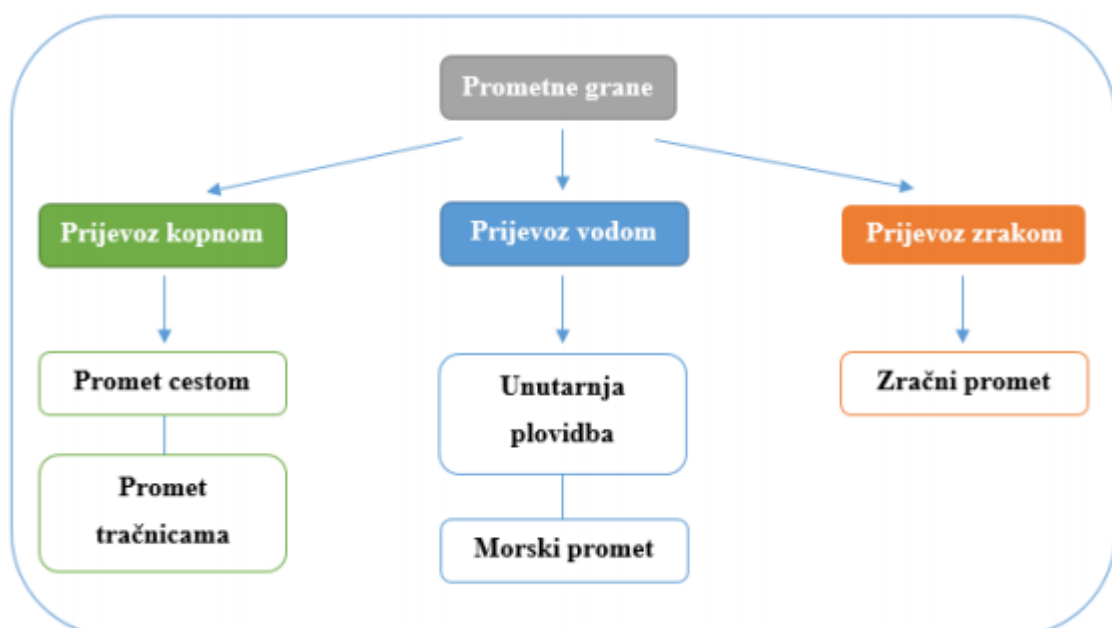 Prometne grane
Prijevoz kopnom
Prijevoz vodom
Prijevoz zrakom
Promet cestom
Unutarnja
plovidba
Zračni promet
Promet
tračnicama
Morski promet